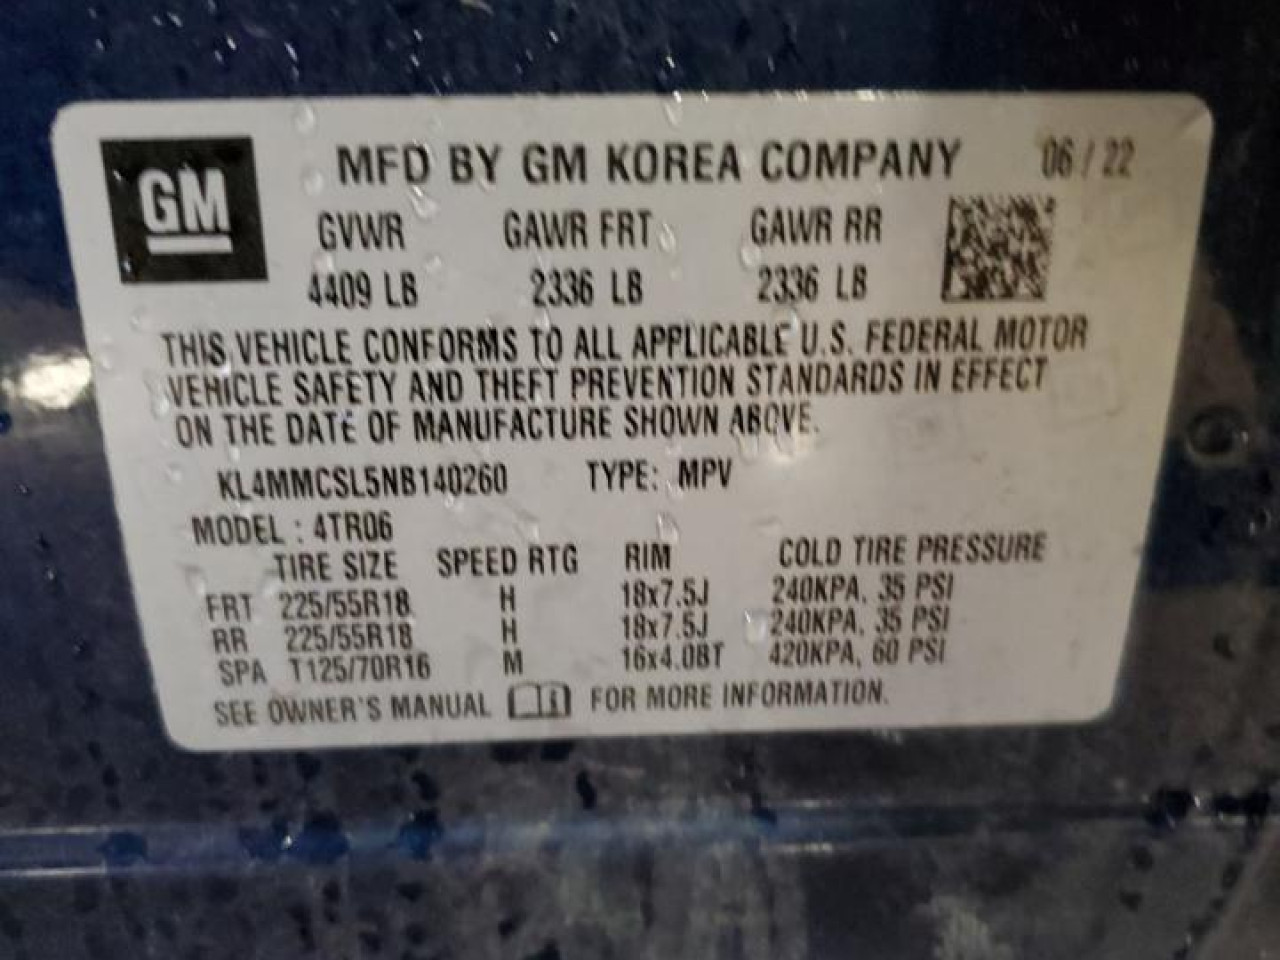 GM
MFD BY GM KOREA COMPANY 06 / 22
GVWR GAWR FRT GAWR RR
4409 LB 2336 LB 2336 LB
THIS VEHICLE CONFORMS TO ALL APPLICABLE U.S. FEDERAL MOTOR
VEHICLE SAFETY AND THEFT PREVENTION STANDARDS IN EFFECT
ON THE DATE OF MANUFACTURE SHOWN ABOVE.
KL4MMCSL5NB140260 TYPE: MPV
MODEL : 4TR06
TIRE SIZE SPEED RTG RIM COLD TIRE PRESSURE
FRT 225/55R18 H 18x7.5J 240KPA, 35 PSI
RR 225/55R18 H 18x7.5J 240KPA, 35 PSI
SPA T125/70R16 M 16x4.0BT 420KPA, 60 PSI
SEE OWNER'S MANUAL FOR MORE INFORMATION.